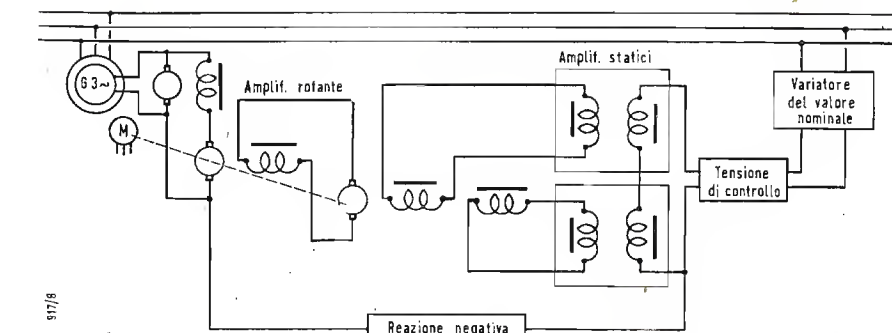 Amplif. statici
G 3~
Amplif. rotante
Variatore
del valore
nominale
M
Tensione
di controllo
917/8
Reazione negativa